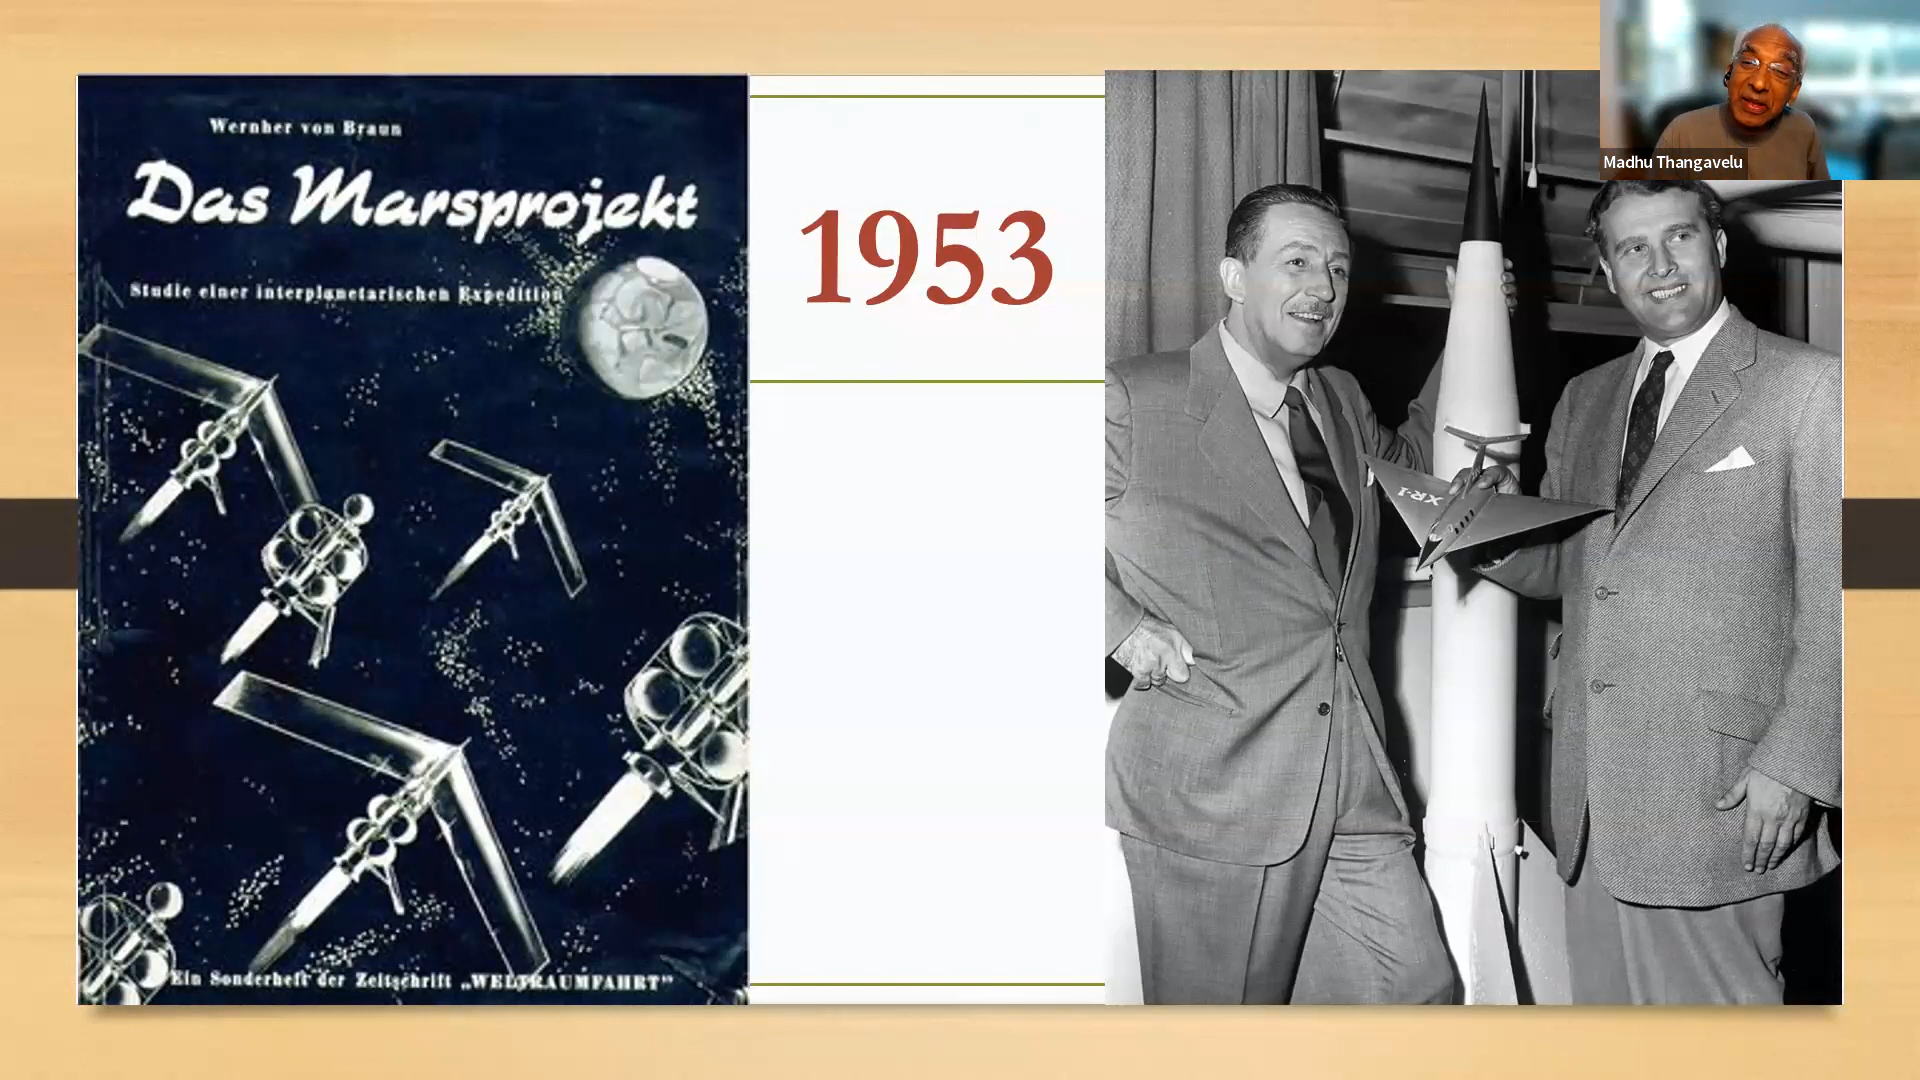 Wernher von Braun
Das Marsprojekt
Studie einer interplanetarischen Expedition
Ein Sonderheft der Zeitschrift „WELTRAUMFAHRT”
1953
XR-1
Madhu Thangavelu